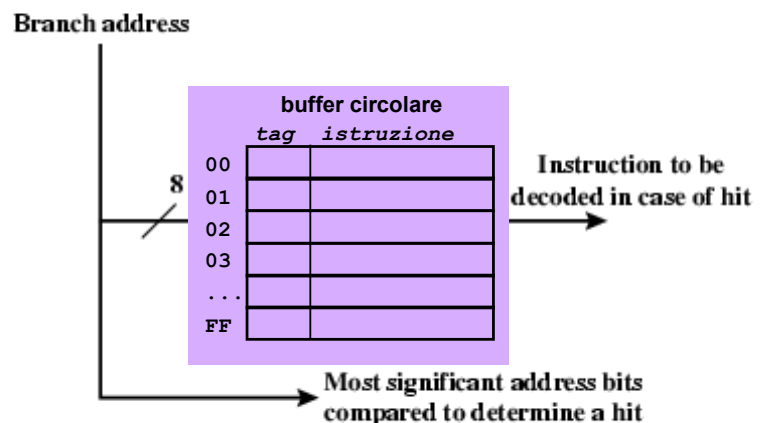 Branch address
buffer circolare
tag istruzione
00
8
01
02
03
...
FF
Instruction to be
decoded in case of hit
Most significant address bits
compared to determine a hit